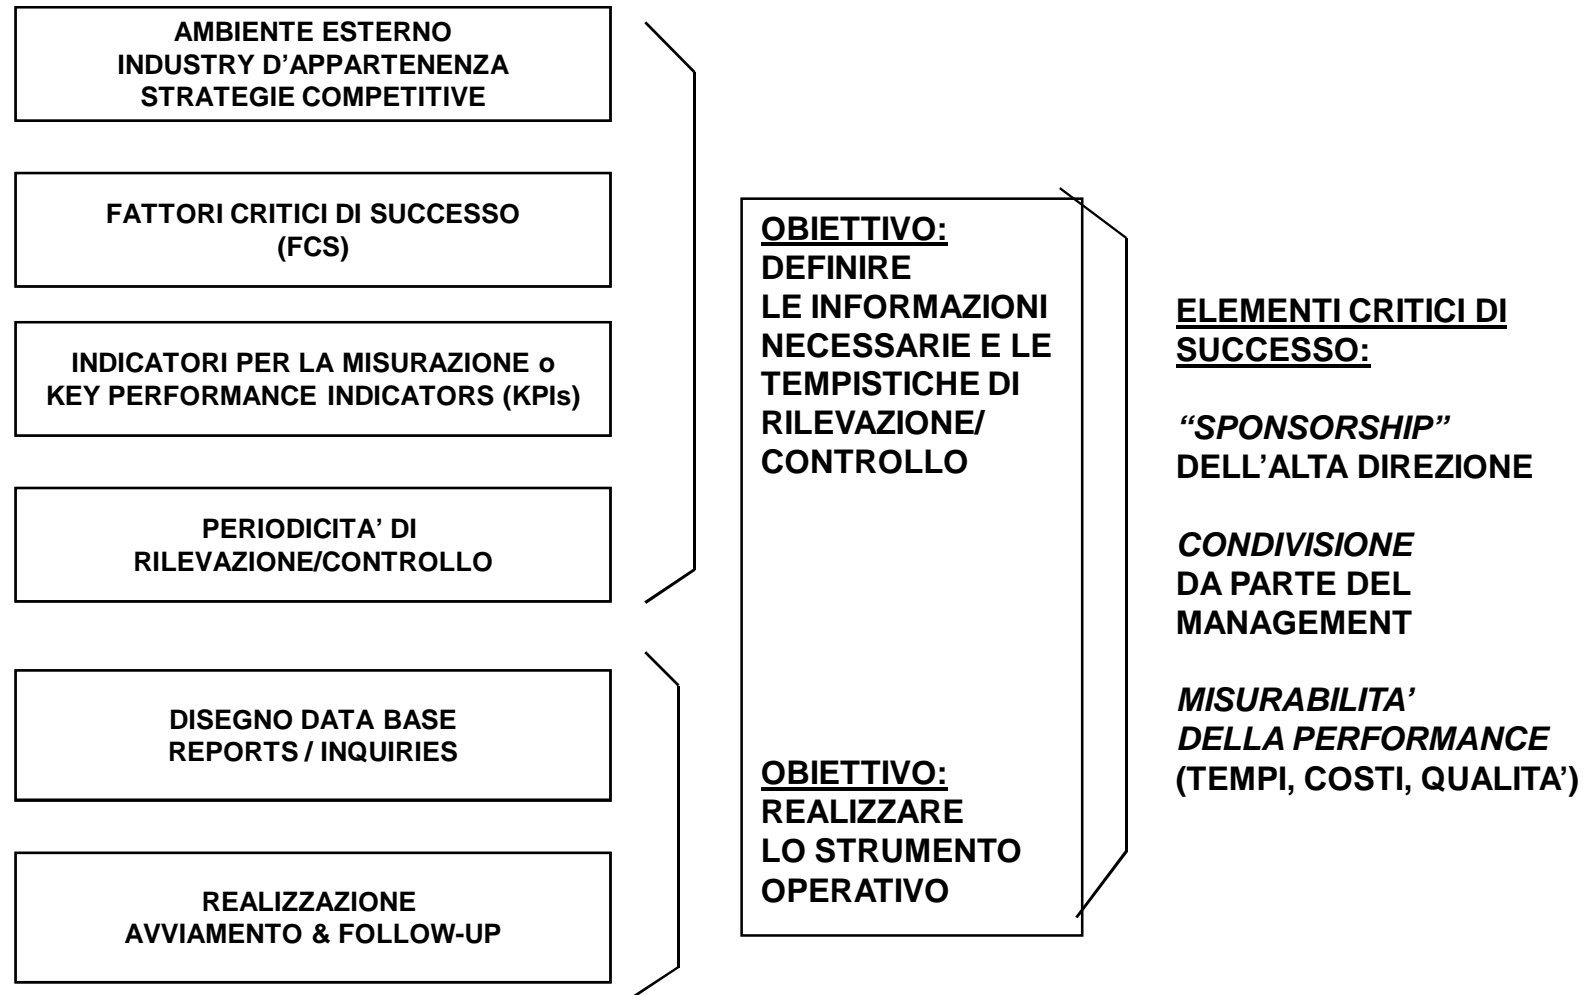 AMBIENTE ESTERNO
INDUSTRY D’APPARTENENZA
STRATEGIE COMPETITIVE
FATTORI CRITICI DI SUCCESSO
(FCS)
INDICATORI PER LA MISURAZIONE o
KEY PERFORMANCE INDICATORS (KPIs)
PERIODICITA’ DI
RILEVAZIONE/CONTROLLO
DISEGNO DATA BASE
REPORTS / INQUIRIES
REALIZZAZIONE
AVVIAMENTO & FOLLOW-UP
OBIETTIVO:
DEFINIRE
LE INFORMAZIONI
NECESSARIE E LE
TEMPISTICHE DI
RILEVAZIONE/
CONTROLLO
OBIETTIVO:
REALIZZARE
LO STRUMENTO
OPERATIVO
ELEMENTI CRITICI DI
SUCCESSO:
“SPONSORSHIP”
DELL’ALTA DIREZIONE
CONDIVISIONE
DA PARTE DEL
MANAGEMENT
MISURABILITA’
DELLA PERFORMANCE
(TEMPI, COSTI, QUALITA’)